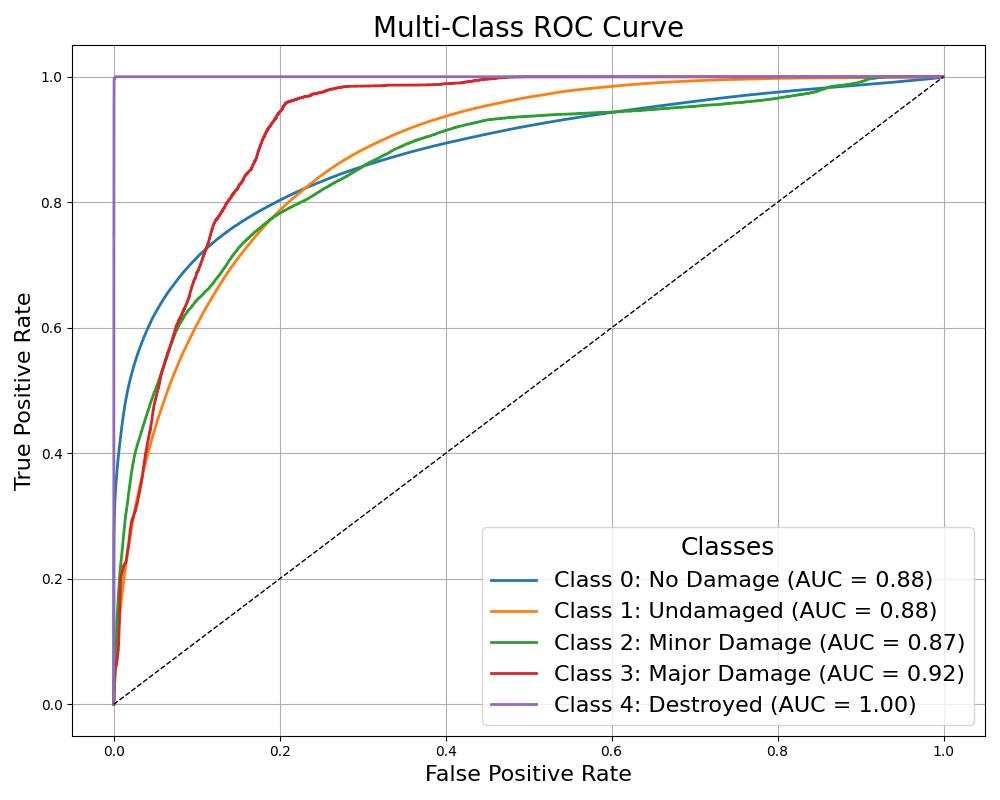 Multi-Class ROC Curve
True Positive Rate
1.0
0.8
0.6
0.4
0.2
0.0
Classes
Class 0: No Damage (AUC = 0.88)
Class 1: Undamaged (AUC = 0.88)
Class 2: Minor Damage (AUC = 0.87)
Class 3: Major Damage (AUC = 0.92)
Class 4: Destroyed (AUC = 1.00)
0.0 0.2 0.4 0.6 0.8 1.0
False Positive Rate